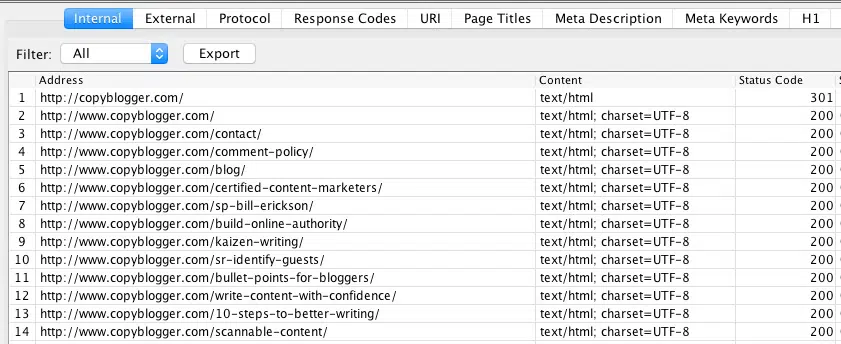 Internal External Protocol Response Codes URI Page Titles Meta Description Meta Keywords H1
Filter: All Export
Address Content Status Code
1 http://copyblogger.com/ text/html 301
2 http://www.copyblogger.com/ text/html; charset=UTF-8 200
3 http://www.copyblogger.com/contact/ text/html; charset=UTF-8 200
4 http://www.copyblogger.com/comment-policy/ text/html; charset=UTF-8 200
5 http://www.copyblogger.com/blog/ text/html; charset=UTF-8 200
6 http://www.copyblogger.com/certified-content-marketers/ text/html; charset=UTF-8 200
7 http://www.copyblogger.com/sp-bill-erickson/ text/html; charset=UTF-8 200
8 http://www.copyblogger.com/build-online-authority/ text/html; charset=UTF-8 200
9 http://www.copyblogger.com/kaizen-writing/ text/html; charset=UTF-8 200
10 http://www.copyblogger.com/sr-identify-guests/ text/html; charset=UTF-8 200
11 http://www.copyblogger.com/bullet-points-for-bloggers/ text/html; charset=UTF-8 200
12 http://www.copyblogger.com/write-content-with-confidence/ text/html; charset=UTF-8 200
13 http://www.copyblogger.com/10-steps-to-better-writing/ text/html; charset=UTF-8 200
14 http://www.copyblogger.com/scannable-content/ text/html; charset=UTF-8 200